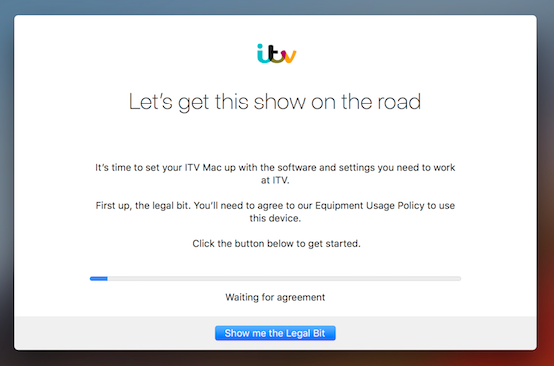 itv
Let's get this show on the road
It's time to set your ITV Mac up with the software and settings you need to work
at ITV.
First up, the legal bit. You'll need to agree to our Equipment Usage Policy to use
this device.
Click the button below to get started.
Waiting for agreement
Show me the Legal Bit